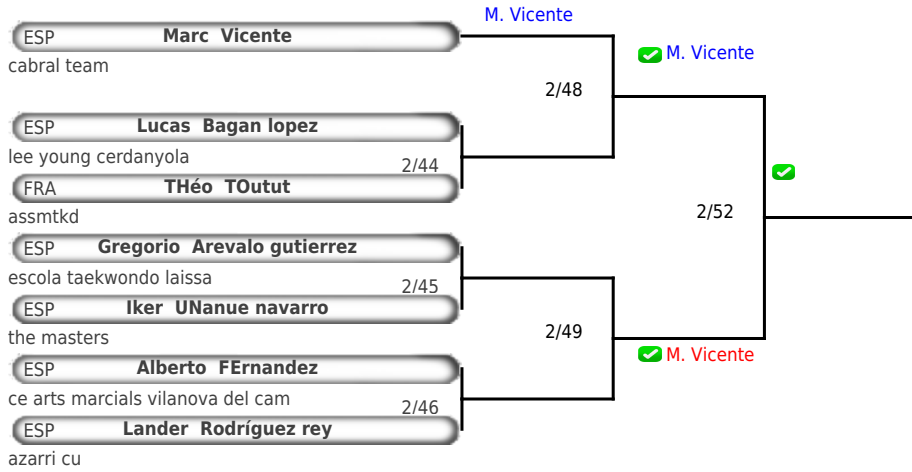 M. Vicente
ESP Marc Vicente
cabral team
M. Vicente
2/48
ESP Lucas Bagan lopez
lee young cerdanyola
2/44
FRA THéo TOutut
assmtkd
2/52
ESP Gregorio Arevalo gutierrez
escola taekwondo laissa
2/45
ESP Iker UNanue navarro
the masters
2/49
M. Vicente
ESP Alberto FErnandez
ce arts marcials vilanova del cam
2/46
ESP Lander Rodríguez rey
azarri cu